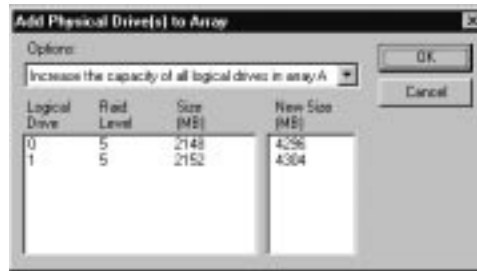 Add Physical Drive(s) to Array
Options:
Increase the capacity of all logical drives in array A
OK
Cancel
Logical Drive Raid Level Size (MB) New Size (MB)
0 5 2148 4296
1 5 2152 4304